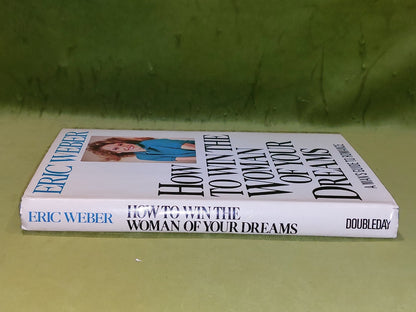 ERIC WEBER
HOW
TO WIN THE
WOMAN
OF YOUR
DREAMS
ERIC WEBER
HOW TO WIN THE
WOMAN OF YOUR DREAMS
DOUBLEDAY